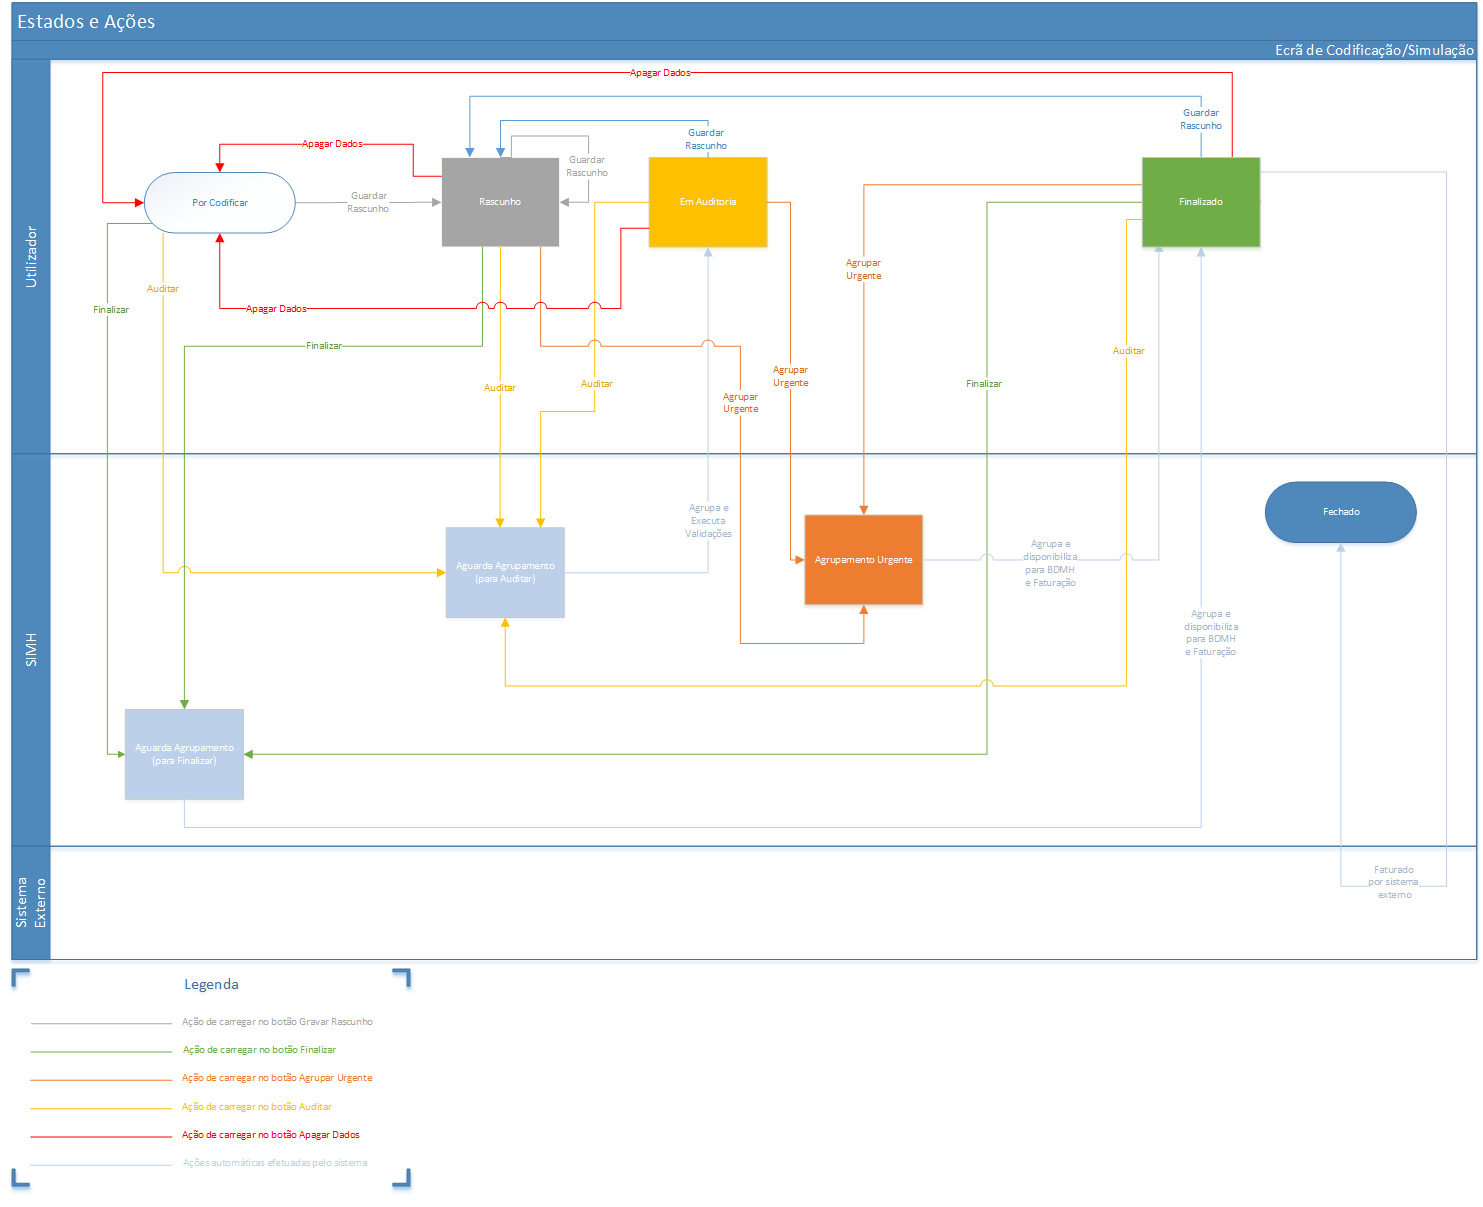 Estados e Ações
Ecrã de Codificação/Simulação
Utilizador
Apagar Dados
Guardar
Rascunho
Guardar
Rascunho
Apagar Dados
Guardar
Rascunho
Guardar
Rascunho
Por Codificar
Rascunho
Em Auditoria
Finalizado
Agrupar
Urgente
Auditar
Finalizar
Apagar Dados
Finalizar
Auditar
Auditar
Auditar
Agrupar
Urgente
Agrupar
Urgente
Finalizar
SIMH
Agrupa e
Executa
Validações
Fechado
Aguarda Agrupamento
(para Auditar)
Agrupamento Urgente
Agrupa e
disponibiliza
para BDMH
e Faturação
Agrupa e
disponibiliza
para BDMH
e Faturação
Aguarda Agrupamento
(para Finalizar)
Sistema
Externo
Faturado
por sistema
externo
Legenda
Ação de carregar no botão Gravar Rascunho
Ação de carregar no botão Finalizar
Ação de carregar no botão Agrupar Urgente
Ação de carregar no botão Auditar
Ação de carregar no botão Apagar Dados
Ações automáticas efetuadas pelo sistema